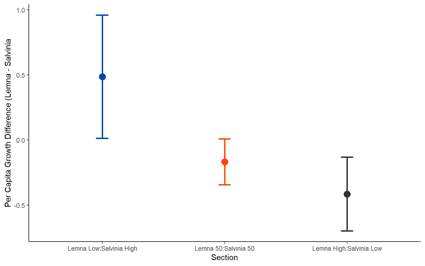 Per Capita Growth Difference (Lemna - Salvinia
1.0
0.5
0.0
-0.5
Lemna Low:Salvinia High
Lemna 50:Salvinia 50
Lemna High:Salvinia Low
Section